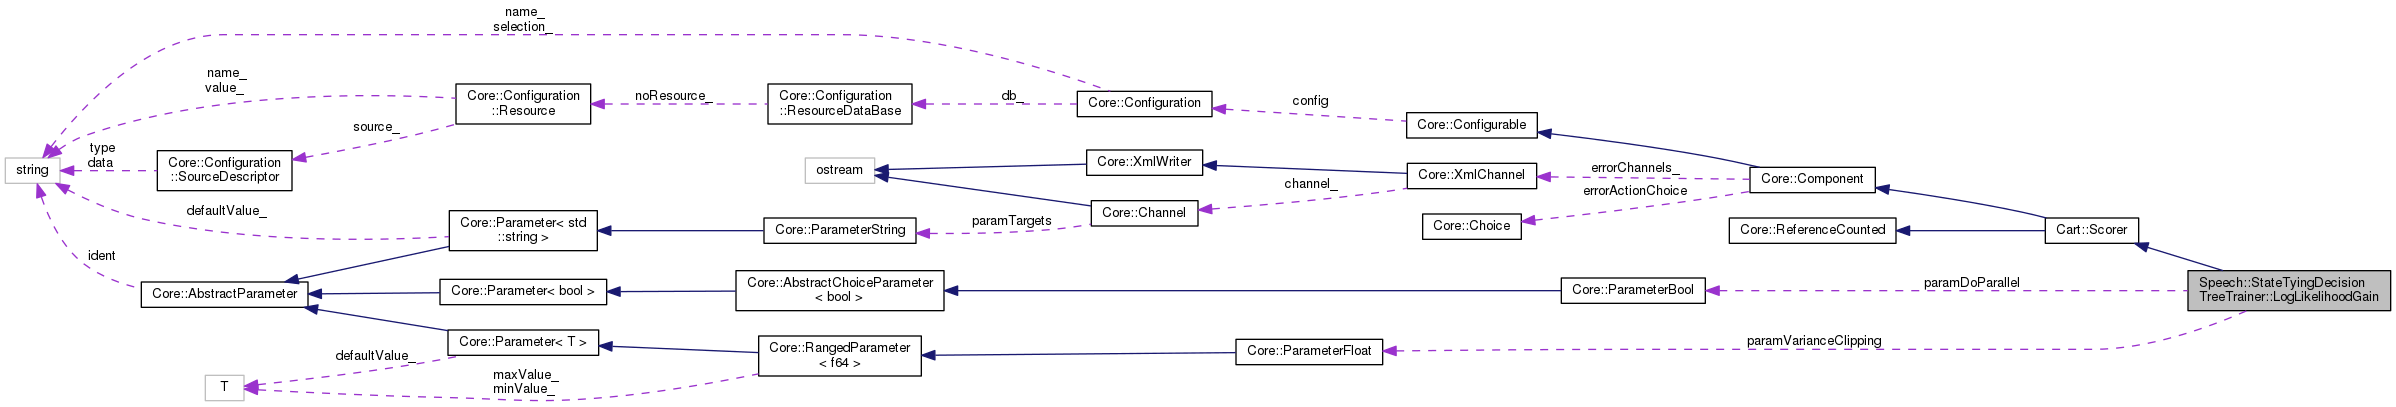 name_
selection_
name_
value_
Core::Configuration
::Resource
noResource_
Core::Configuration
::ResourceDataBase
db_
Core::Configuration
config
Core::Configurable
source_
type
data
string
Core::Configuration
::SourceDescriptor
ostream
Core::XmlWriter
channel_
Core::XmlChannel
errorChannels_
errorActionChoice
Core::Component
defaultValue_
Core::Parameter< std
::string >
Core::ParameterString
paramTargets
Core::Channel
Core::Choice
Core::ReferenceCounted
Cart::Scorer
ident
Core::AbstractParameter
Core::Parameter< bool >
Core::AbstractChoiceParameter
< bool >
Core::ParameterBool
paramDoParallel
Speech::StateTyingDecision
TreeTrainer::LogLikelihoodGain
Core::Parameter< T >
defaultValue_
T
maxValue_
minValue_
Core::RangedParameter
< f64 >
Core::ParameterFloat
paramVarianceClipping